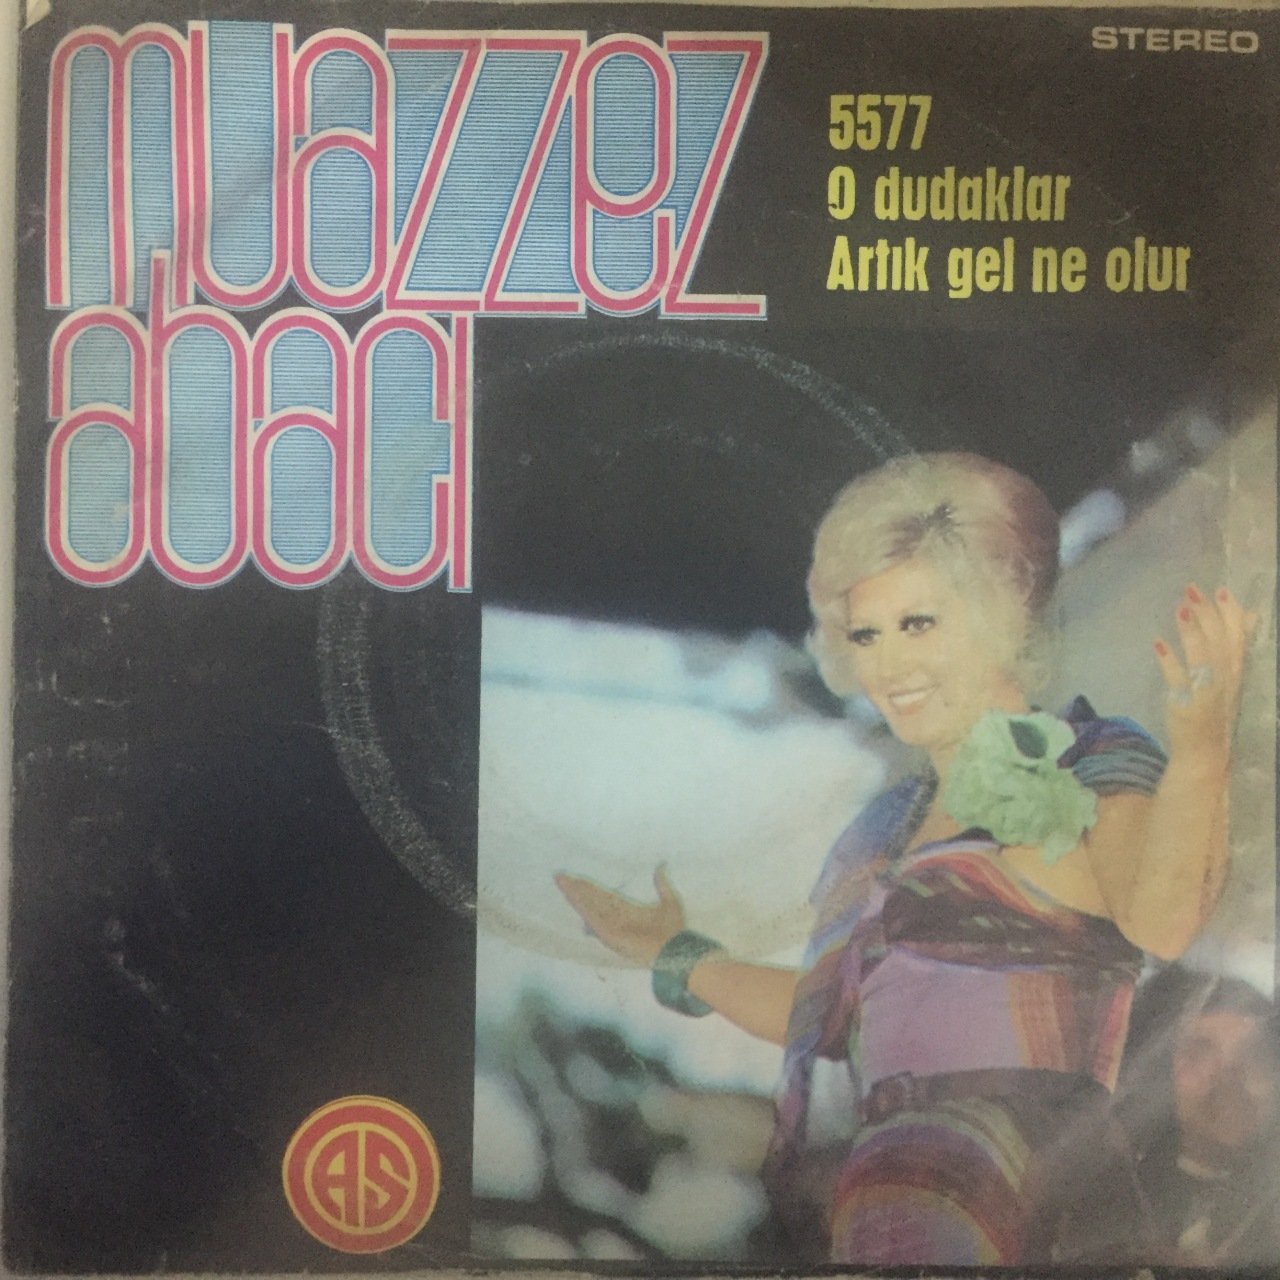 muazzez
abacı
STEREO
5577
O dudaklar
Artık gel ne olur
AS